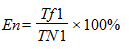 En = Tf1 / TN1 × 100%